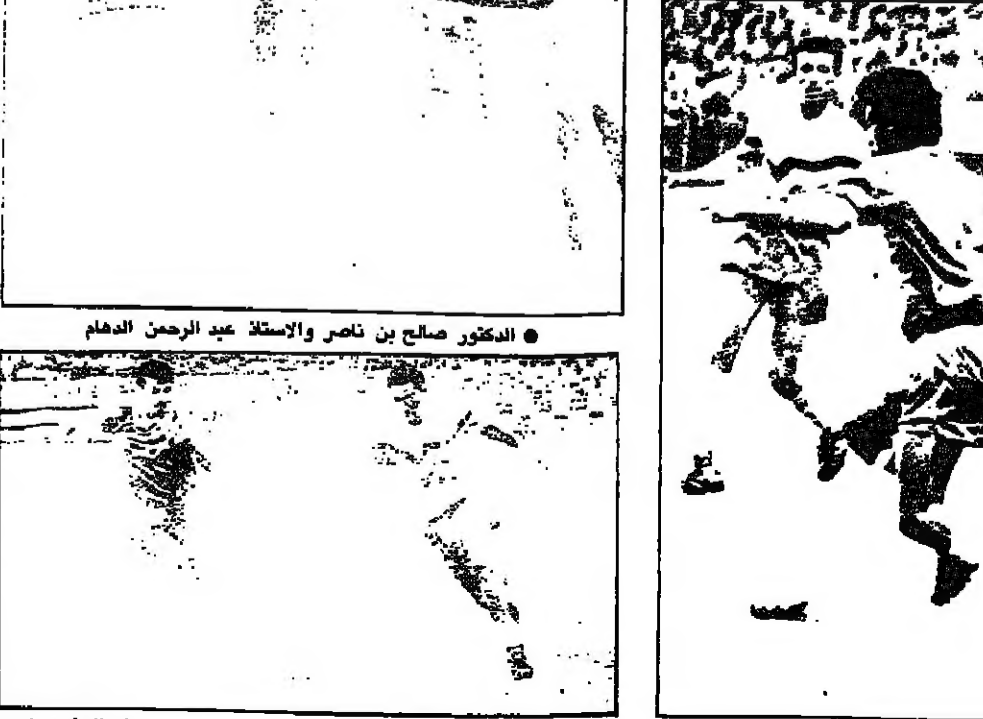 ● الدكتور صالح بن ناصر والاستاذ عبد الرحمن الدهام